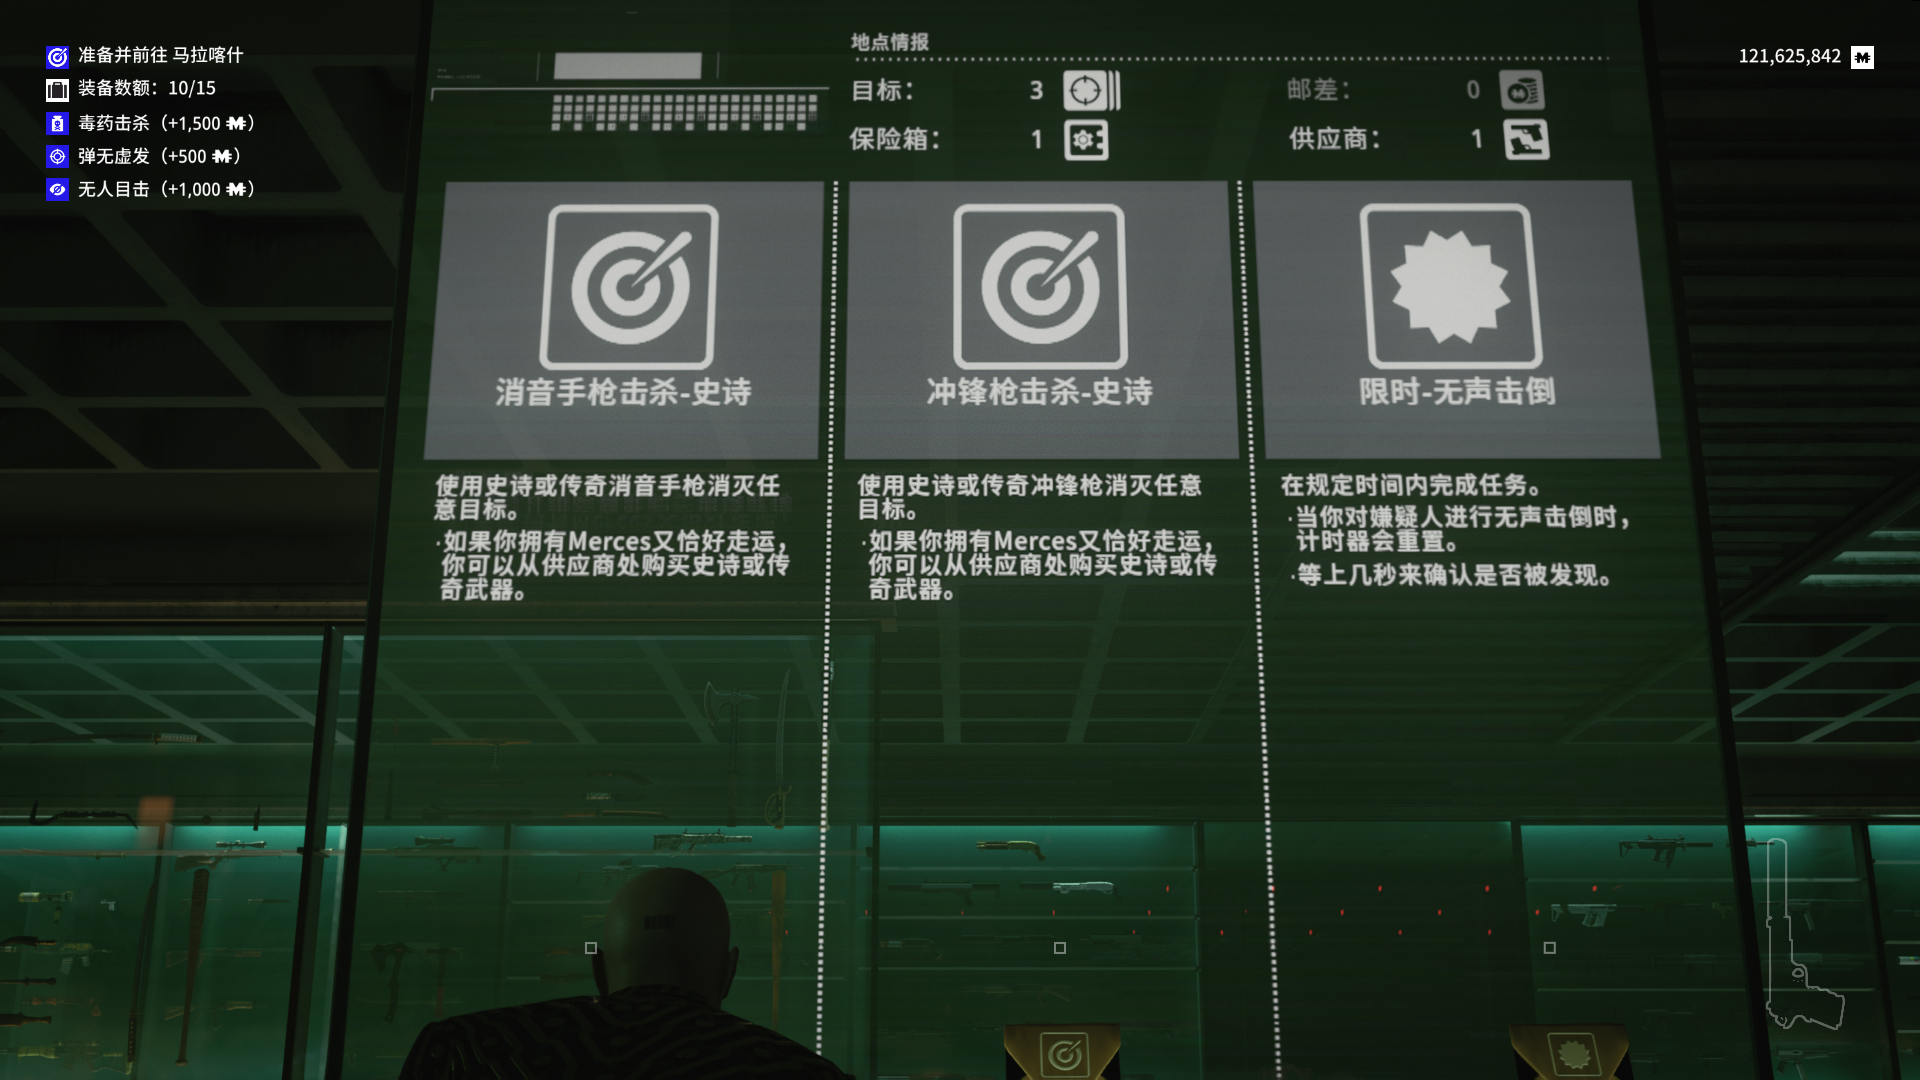 准备并前往 马拉喀什
装备数额：10/15
毒药击杀（+1,500 ）
弹无虚发（+500 ）
无人目击（+1,000 ）
121,625,842
地点情报
目标： 3
邮差： 0
保险箱： 1
供应商： 1
消音手枪击杀-史诗
使用史诗或传奇消音手枪消灭任
意目标。
·如果你拥有Merces又恰好走运，
你可以从供应商处购买史诗或传
奇武器。
冲锋枪击杀-史诗
使用史诗或传奇冲锋枪消灭任意
目标。
·如果你拥有Merces又恰好走运，
你可以从供应商处购买史诗或传
奇武器。
限时-无声击倒
在规定时间内完成任务。
·当你对嫌疑人进行无声击倒时，
计时器会重置。
·等上几秒来确认是否被发现。